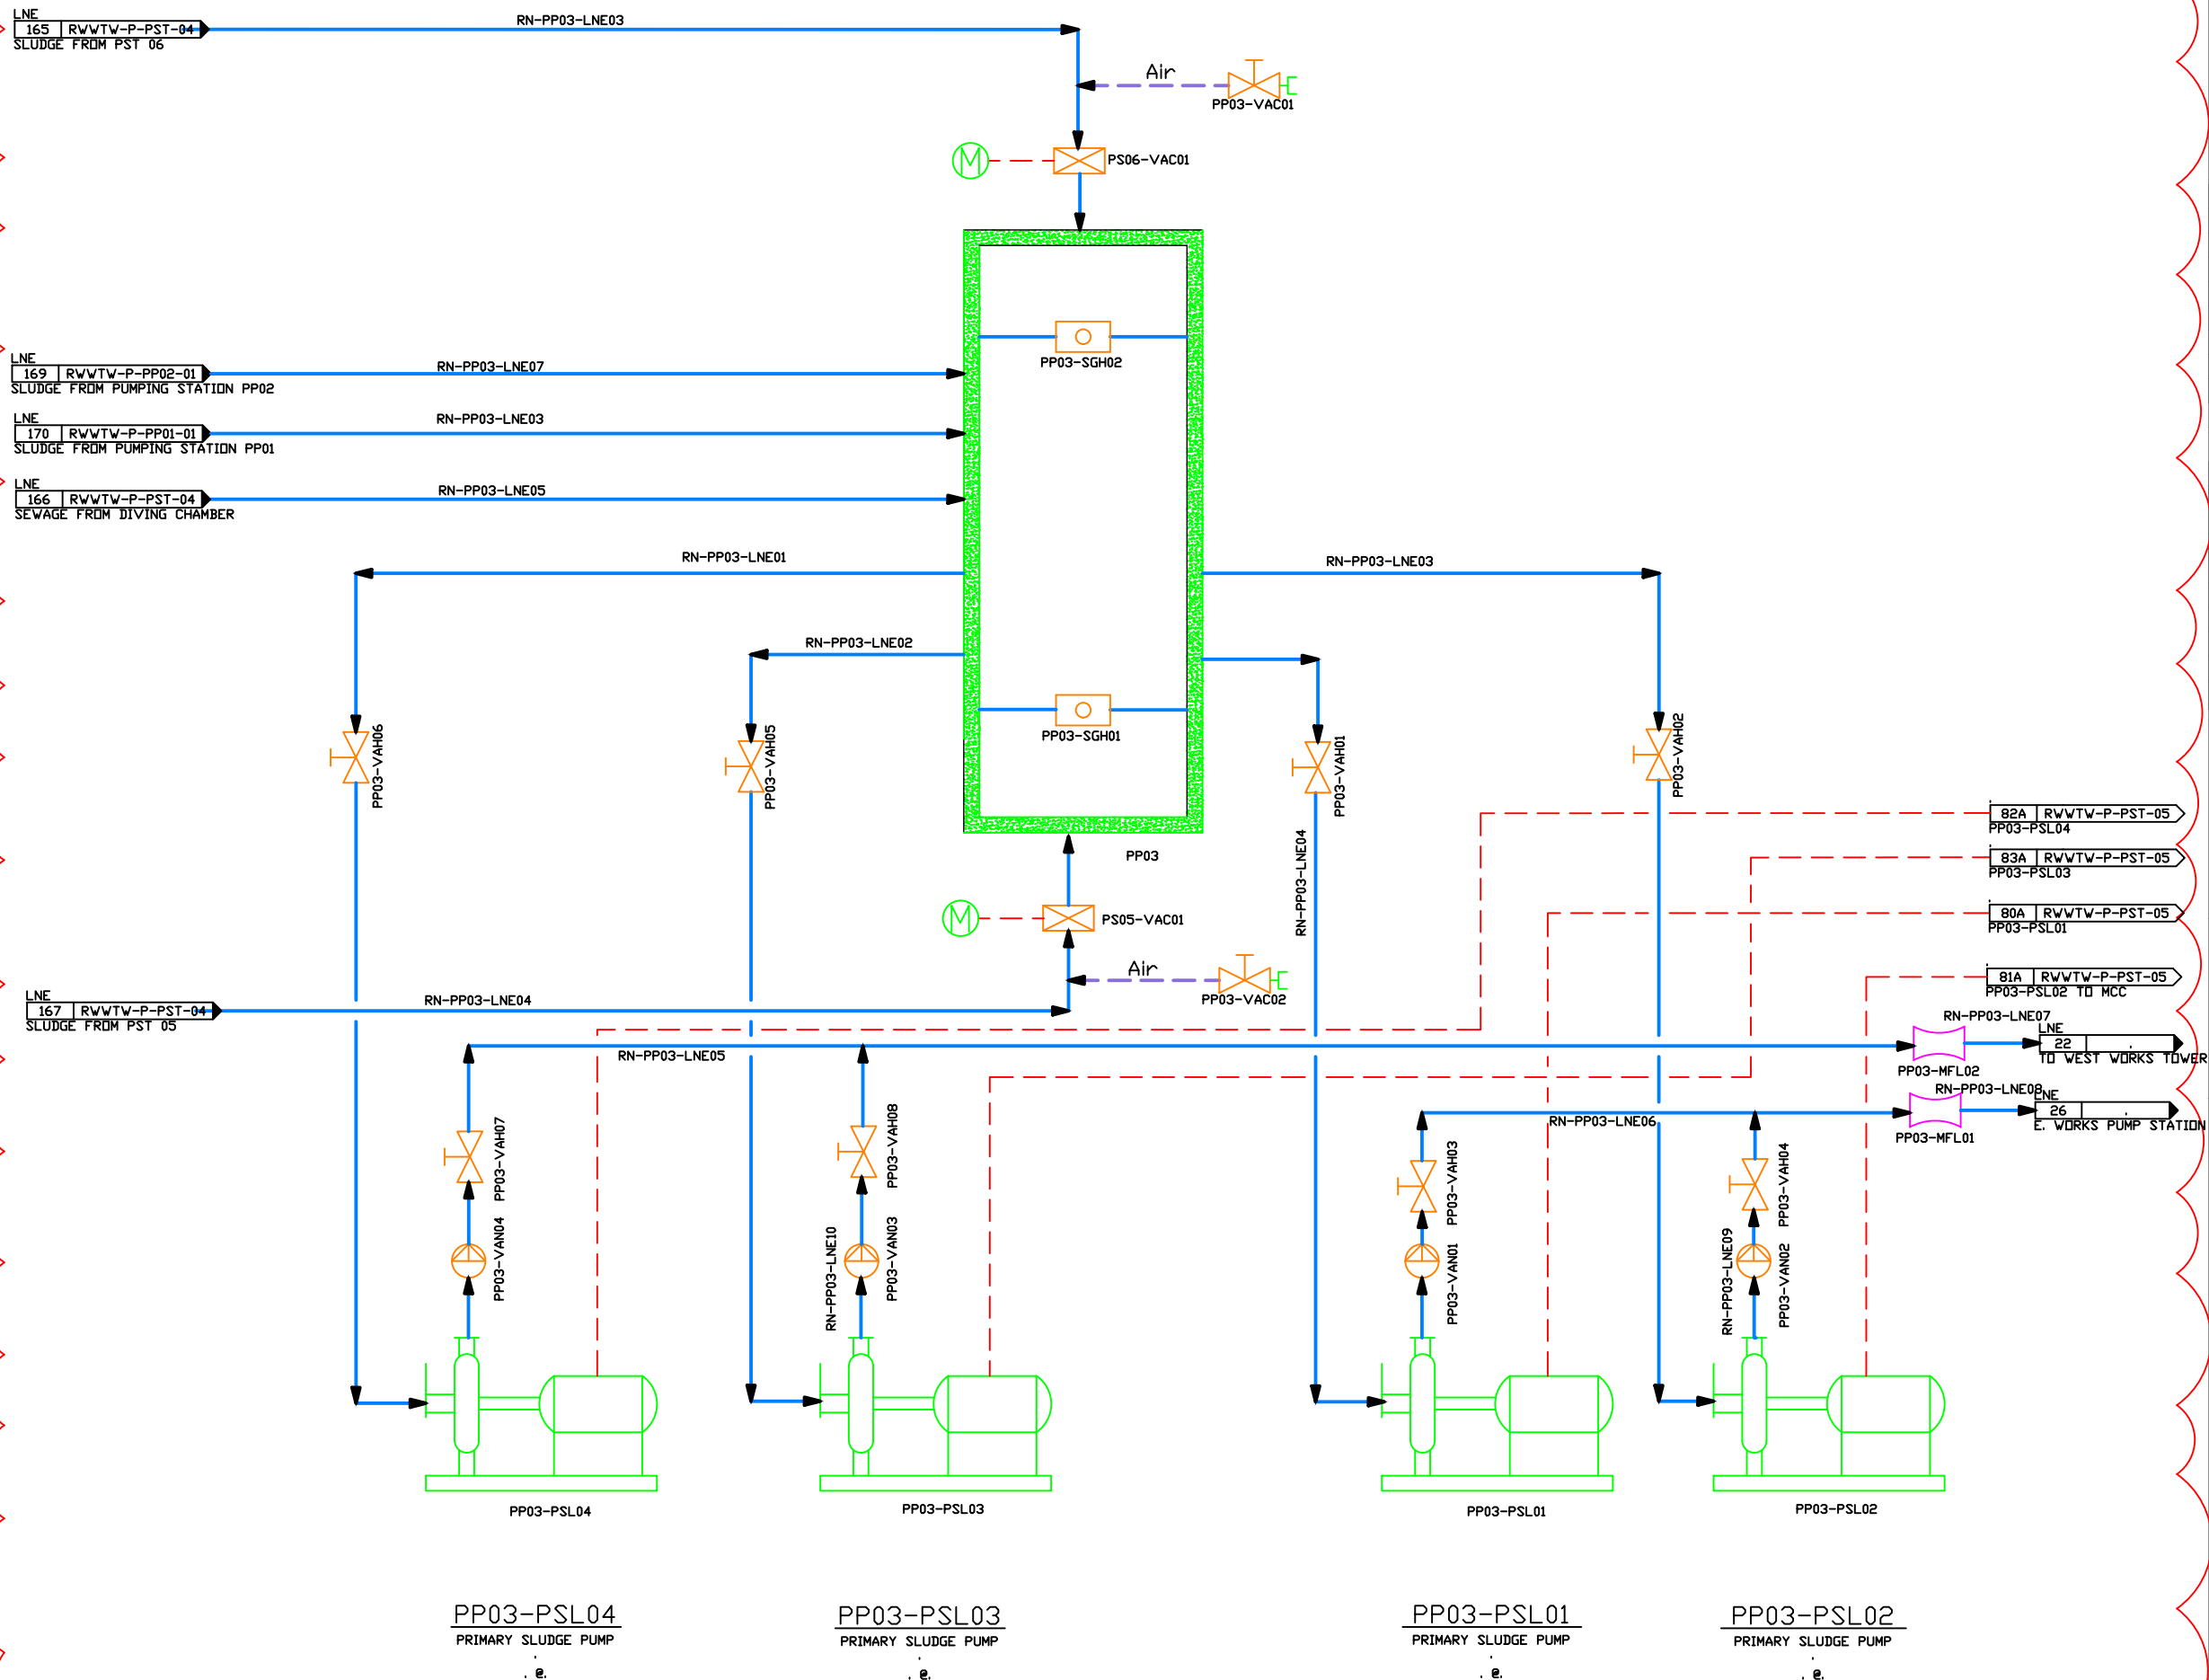 LNE
165 RWWTW-P-PST-04
SLUDGE FROM PST 06
RN-PP03-LNE03
Air
PP03-VAC01
M
PS06-VAC01
PP03-SGH02
LNE
169 RWWTW-P-PP02-01
SLUDGE FROM PUMPING STATION PP02
RN-PP03-LNE07
LNE
170 RWWTW-P-PP01-01
SLUDGE FROM PUMPING STATION PP01
RN-PP03-LNE03
LNE
166 RWWTW-P-PST-04
SEWAGE FROM DIVING CHAMBER
RN-PP03-LNE05
RN-PP03-LNE01
RN-PP03-LNE03
RN-PP03-LNE02
PP03-SGH01
PP03-VAH06
PP03-VAH05
PP03-VAH01
PP03-VAH02
RN-PP03-LNE04
82A RWWTW-P-PST-05
PP03-PSL04
83A RWWTW-P-PST-05
PP03-PSL03
80A RWWTW-P-PST-05
PP03-PSL01
81A RWWTW-P-PST-05
PP03-PSL02 TO MCC
PP03
M
PS05-VAC01
Air
PP03-VAC02
LNE
167 RWWTW-P-PST-04
SLUDGE FROM PST 05
RN-PP03-LNE04
RN-PP03-LNE05
RN-PP03-LNE07
LNE
22 .
TO WEST WORKS TOWER
PP03-MFL02
RN-PP03-LNE08
LNE
26 .
E. WORKS PUMP STATION
PP03-MFL01
RN-PP03-LNE06
PP03-VAH07
PP03-VAH08
PP03-VAH03
PP03-VAH04
PP03-VAN04
RN-PP03-LNE10
PP03-VAN03
PP03-VAN01
RN-PP03-LNE09
PP03-VAN02
PP03-PSL04
PP03-PSL03
PP03-PSL01
PP03-PSL02
PP03-PSL04
PRIMARY SLUDGE PUMP
.
. @.
PP03-PSL03
PRIMARY SLUDGE PUMP
.
. @.
PP03-PSL01
PRIMARY SLUDGE PUMP
.
. @.
PP03-PSL02
PRIMARY SLUDGE PUMP
.
. @.